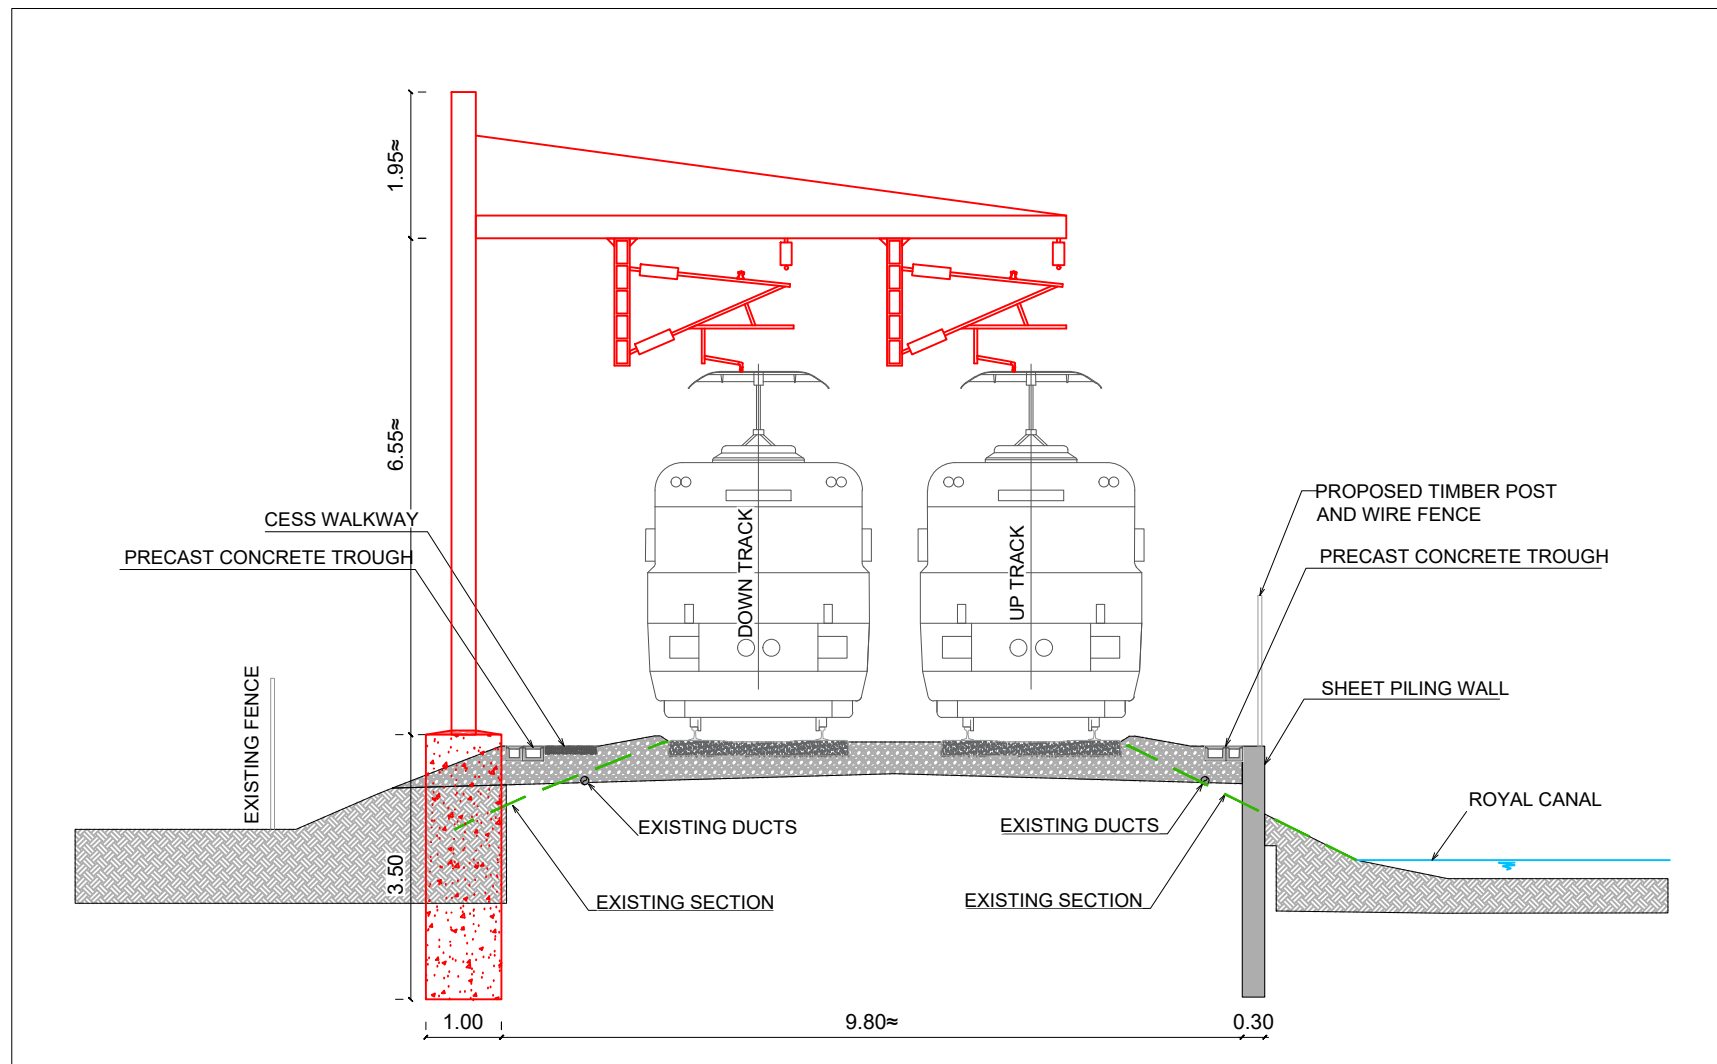 1.95≈
6.55≈
CESS WALKWAY
PRECAST CONCRETE TROUGH
DOWN TRACK
UP TRACK
PROPOSED TIMBER POST
AND WIRE FENCE
PRECAST CONCRETE TROUGH
EXISTING FENCE
SHEET PILING WALL
ROYAL CANAL
EXISTING DUCTS
EXISTING DUCTS
3.50
EXISTING SECTION
EXISTING SECTION
1.00
9.80≈
0.30